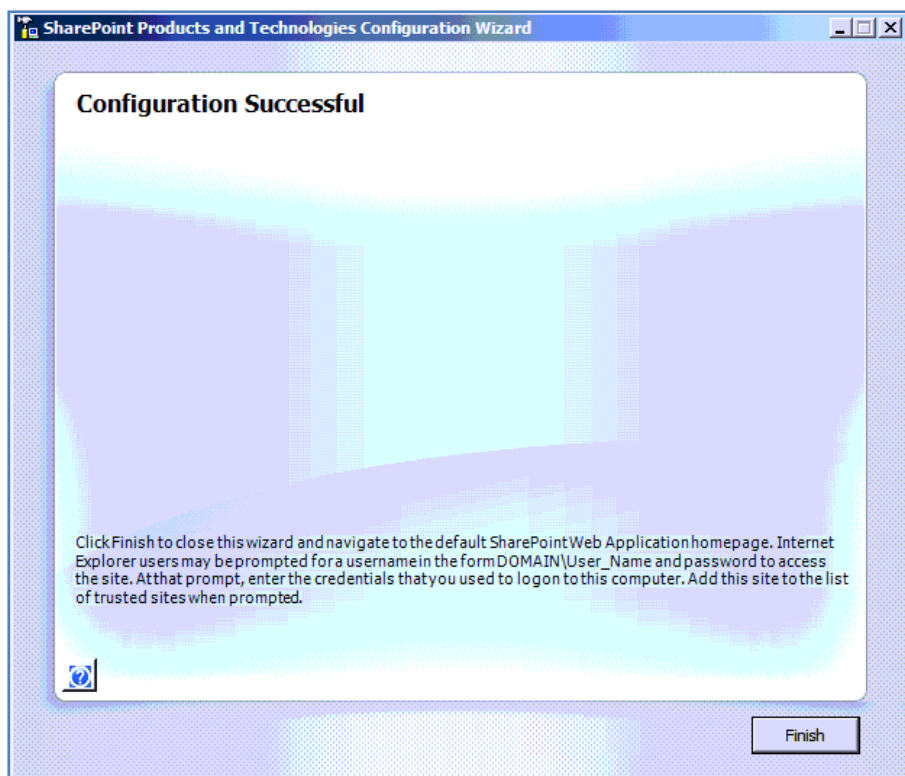 SharePoint Products and Technologies Configuration Wizard
Configuration Successful
Click Finish to close this wizard and navigate to the default SharePoint Web Application homepage. Internet
Explorer users may be prompted for a username in the form DOMAIN\User_Name and password to access
the site. At that prompt, enter the credentials that you used to logon to this computer. Add this site to the list
of trusted sites when prompted.
?
Finish